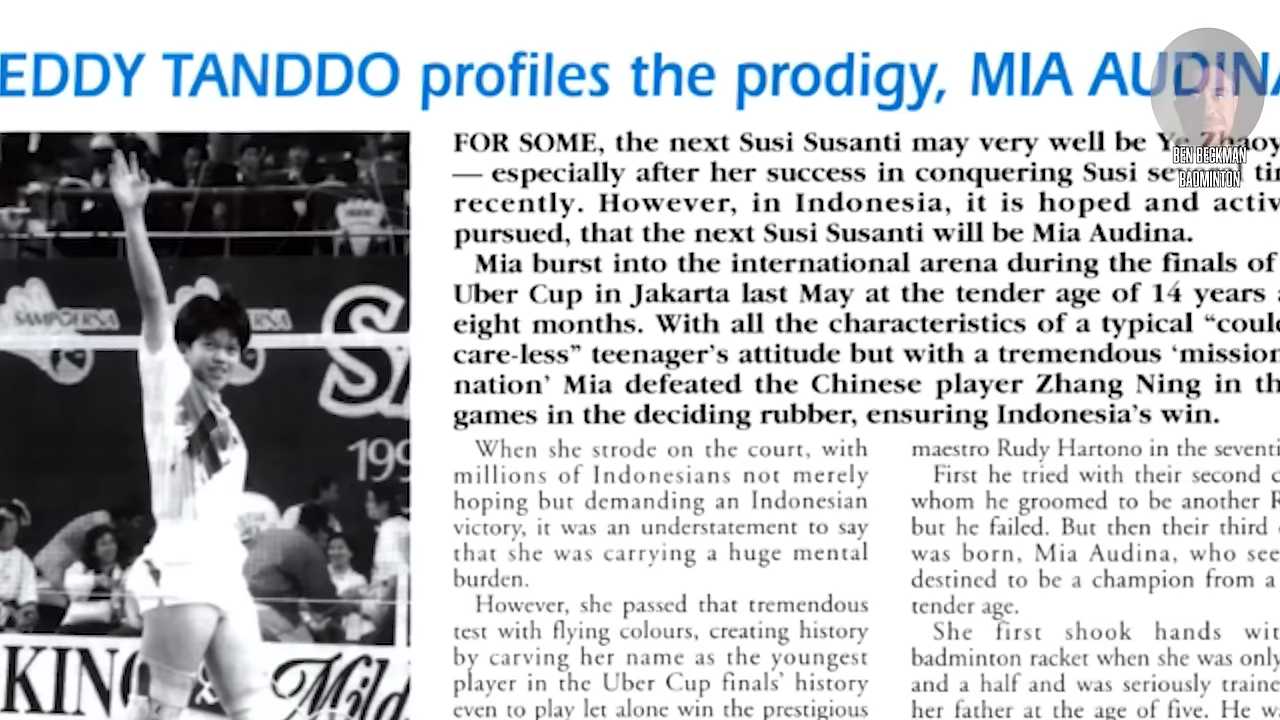 EDDY TANDDO profiles the prodigy, MIA AUDINA
BEN BECKMAN
BADMINTON
FOR SOME, the next Susi Susanti may very well be Ye
— especially after her success in conquering Susi
recently. However, in Indonesia, it is hoped and
pursued, that the next Susi Susanti will be Mia Audina.
Mia burst into the international arena during the finals of
Uber Cup in Jakarta last May at the tender age of 14 years
eight months. With all the characteristics of a typical “could
care-less” teenager’s attitude but with a tremendous ‘mission
nation’ Mia defeated the Chinese player Zhang Ning in
games in the deciding rubber, ensuring Indonesia’s win.
When she strode on the court, with
millions of Indonesians not merely
hoping but demanding an Indonesian
victory, it was an understatement to say
that she was carrying a huge mental
burden.
However, she passed that tremendous
test with flying colours, creating history
by carving her name as the youngest
player in the Uber Cup finals’ history
even to play let alone win the prestigious
maestro Rudy Hartono in the
First he tried with their second
whom he groomed to be another
but he failed. But then their third
was born, Mia Audina, who
destined to be a champion from a
tender age.
She first shook hands
badminton racket when she was only
and a half and was seriously
her father at the age of five. He
SAMPOERNA
199
KING
Mild